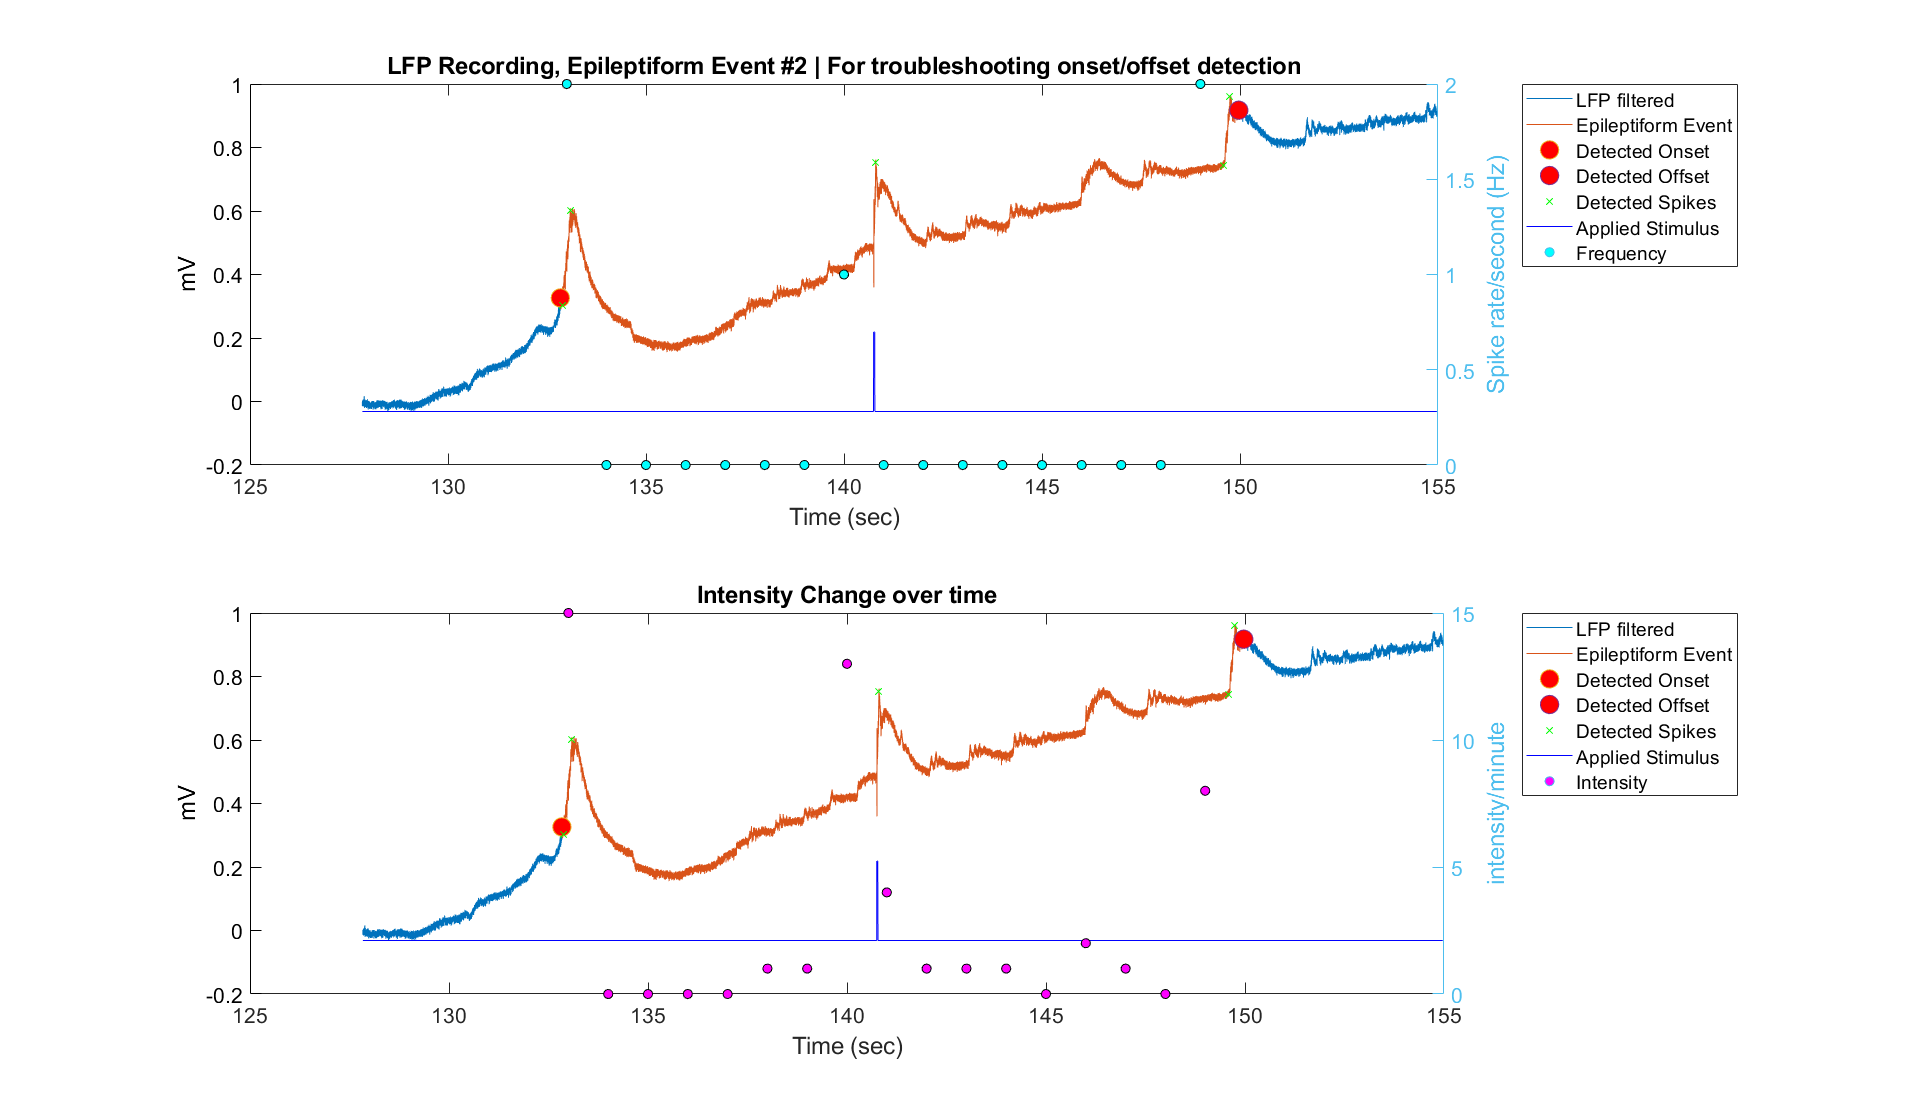 LFP Recording, Epileptiform Event #2 | For troubleshooting onset/offset detection
1
0.8
0.6
0.4
0.2
0
-0.2
mV
2
1.5
1
0.5
0
Spike rate/second (Hz)
125 130 135 140 145 150 155
Time (sec)
LFP filtered
Epileptiform Event
Detected Onset
Detected Offset
Detected Spikes
Applied Stimulus
Frequency
Intensity Change over time
1
0.8
0.6
0.4
0.2
0
-0.2
mV
15
10
5
0
intensity/minute
125 130 135 140 145 150 155
Time (sec)
LFP filtered
Epileptiform Event
Detected Onset
Detected Offset
Detected Spikes
Applied Stimulus
Intensity